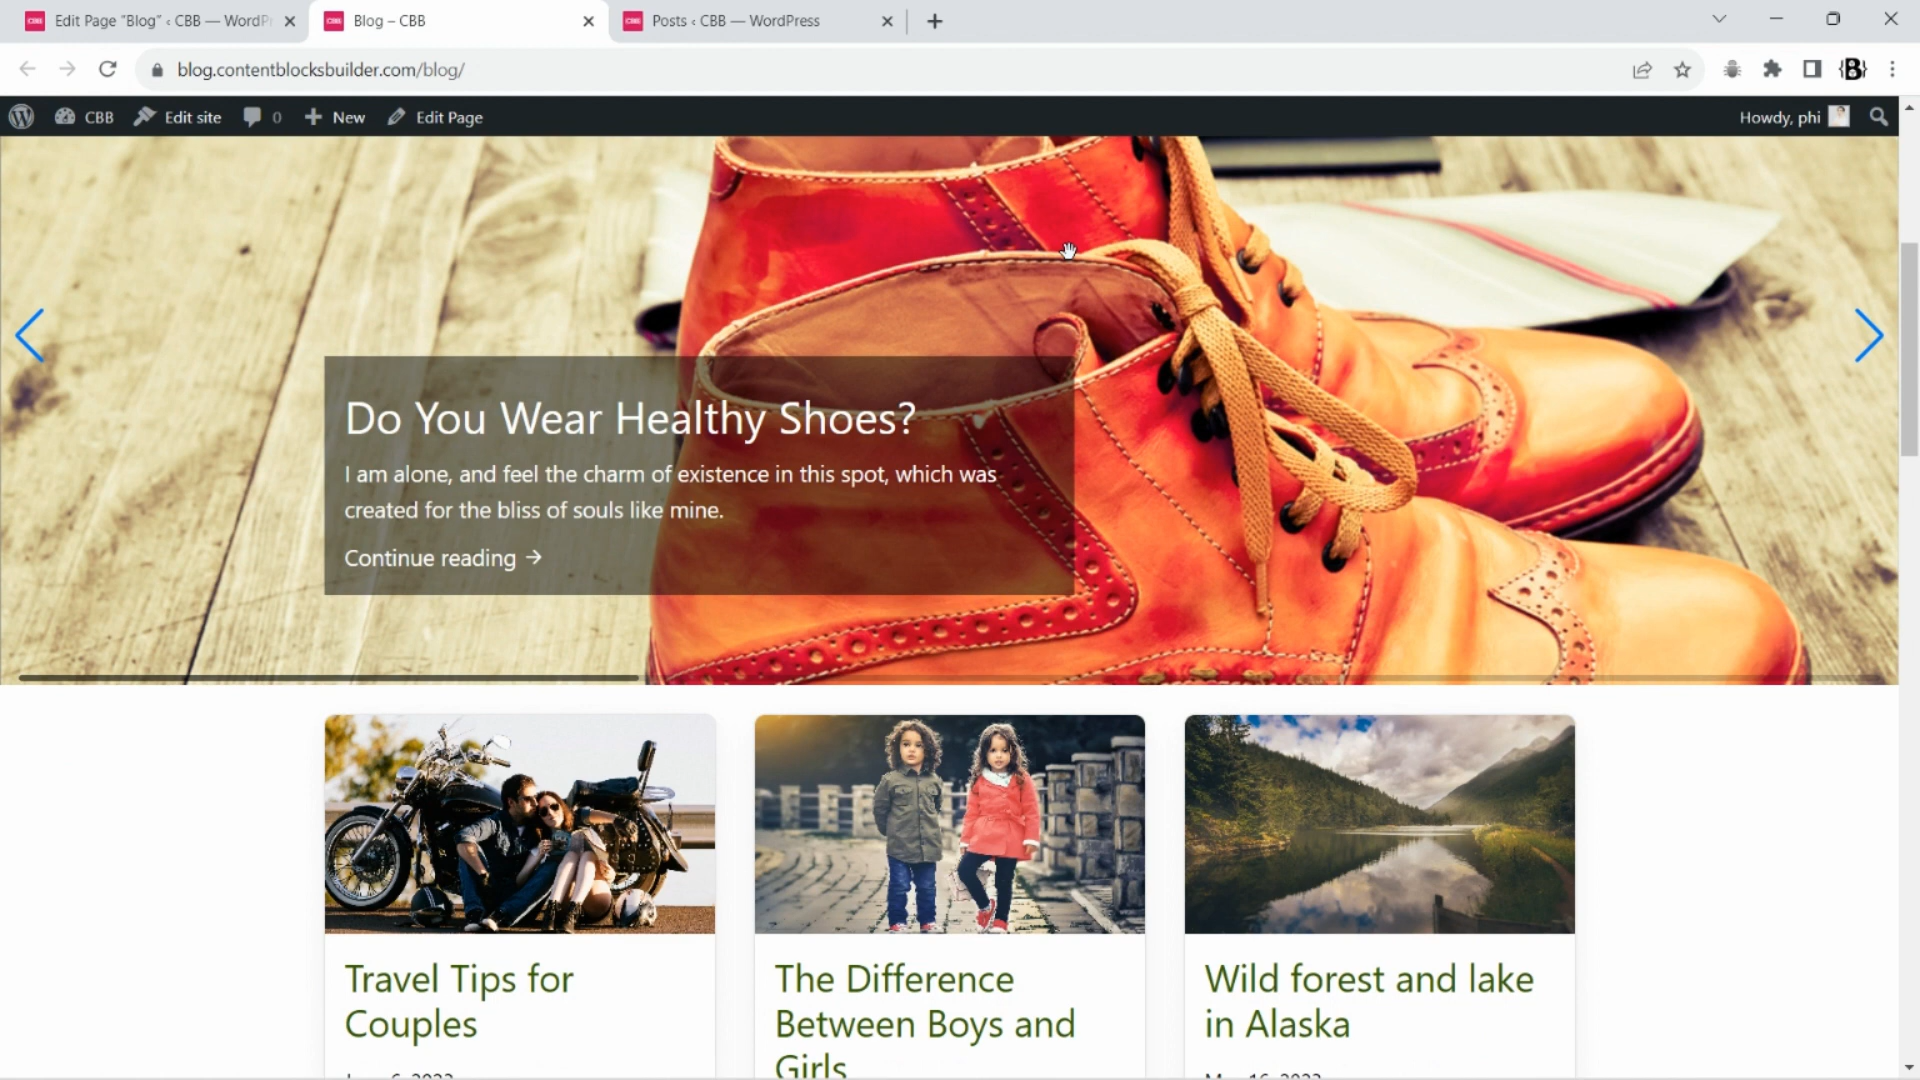 CBB Edit Page "Blog" ‹ CBB — WordPr
CBB Blog – CBB
CBB Posts ‹ CBB — WordPress
blog.contentblocksbuilder.com/blog/
{B}
CBB Edit site 0 New Edit Page
Howdy, phi
Do You Wear Healthy Shoes?
I am alone, and feel the charm of existence in this spot, which was
created for the bliss of souls like mine.
Continue reading →
Travel Tips for
Couples
The Difference
Between Boys and
Girls
Wild forest and lake
in Alaska